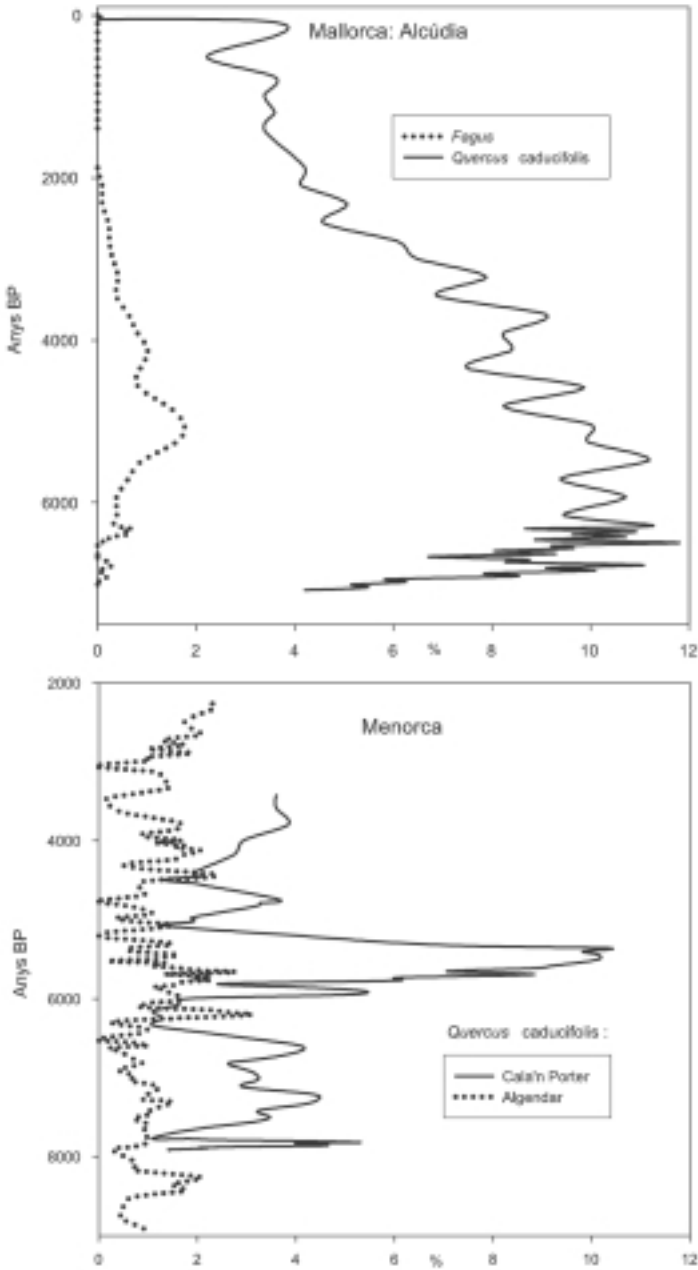 Mallorca: Alcúdia
Fagus
Quercus caducifolis
0
2000
4000
6000
Anys BP
0 2 4 6 % 8 10 12
Menorca
2000
4000
6000
8000
Anys BP
Quercus caducifolis :
Cala'n Porter
Algendar
0 2 4 6 % 8 10 12